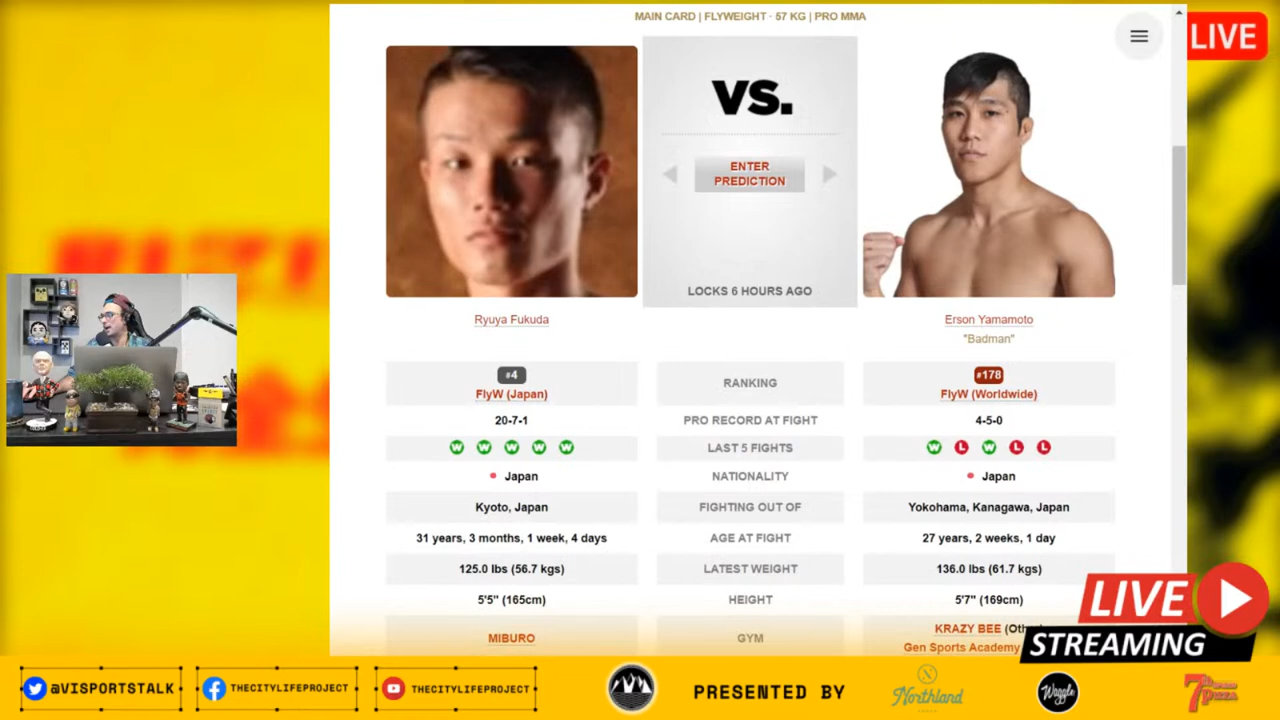 MAIN CARD | FLYWEIGHT · 57 KG | PRO MMA
LIVE
VS.
ENTER
PREDICTION
LOCKS 6 HOURS AGO
Ryuya Fukuda
Erson Yamamoto
"Badman"
#4
FlyW (Japan)
RANKING
#178
FlyW (Worldwide)
20-7-1
PRO RECORD AT FIGHT
4-5-0
W W W W W
LAST 5 FIGHTS
W L W L L
Japan
NATIONALITY
Japan
Kyoto, Japan
FIGHTING OUT OF
Yokohama, Kanagawa, Japan
31 years, 3 months, 1 week, 4 days
AGE AT FIGHT
27 years, 2 weeks, 1 day
125.0 lbs (56.7 kgs)
LATEST WEIGHT
136.0 lbs (61.7 kgs)
5'5" (165cm)
HEIGHT
5'7" (169cm)
MIBURO
GYM
KRAZY BEE
Gen Sports Academy
LIVE
STREAMING
@VISPORTSTALK
THECITYLIFEPROJECT
THECITYLIFEPROJECT
PRESENTED BY
Northland
Waggle